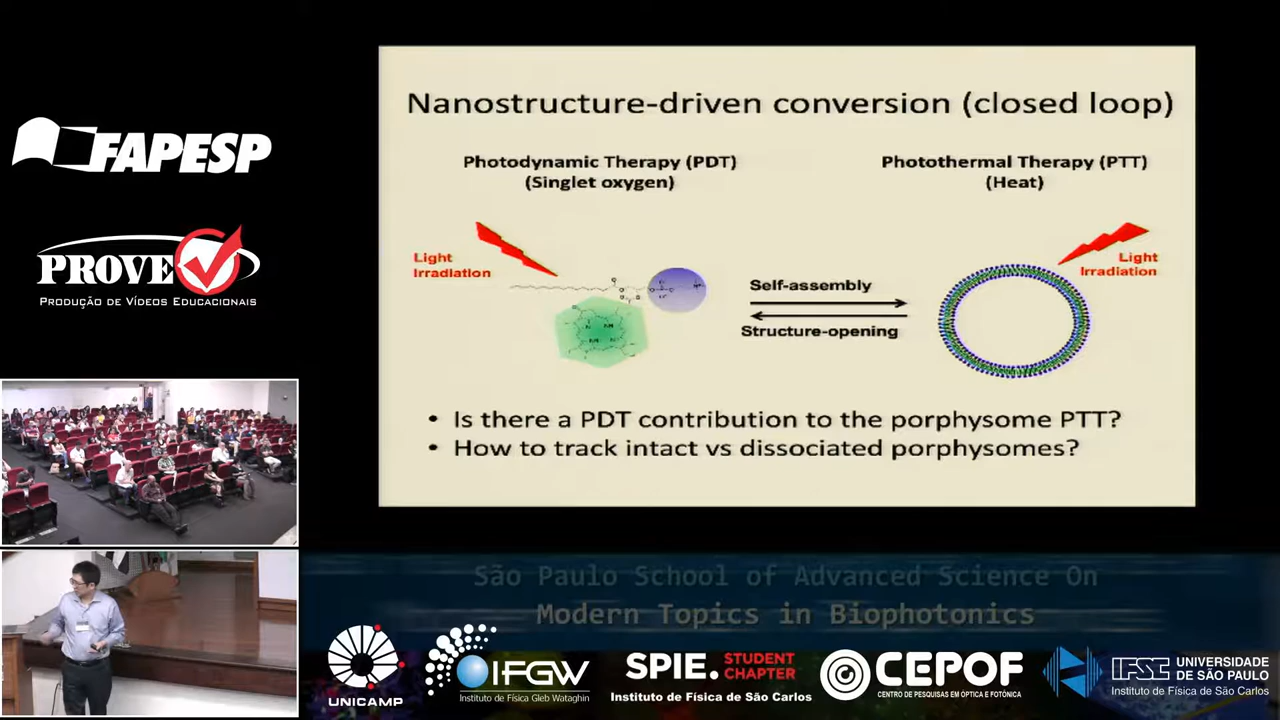 FAPESP
PROVE
PRODUÇÃO DE VÍDEOS EDUCACIONAIS
Nanostructure-driven conversion (closed loop)
Photodynamic Therapy (PDT)
(Singlet oxygen)
Photothermal Therapy (PTT)
(Heat)
Light
Irradiation
Self-assembly
Structure-opening
Light
Irradiation
• Is there a PDT contribution to the porphysome PTT?
• How to track intact vs dissociated porphysomes?
São Paulo School of Advanced Science On
Modern Topics in Biophotonics
UNICAMP
IFGW
Instituto de Física Gleb Wataghin
SPIE. STUDENT
CHAPTER
Instituto de Física de São Carlos
CEPOF
CENTRO DE PESQUISAS EM ÓPTICA E FOTÔNICA
IFSC
UNIVERSIDADE
DE SÃO PAULO
Instituto de Física de São Carlos